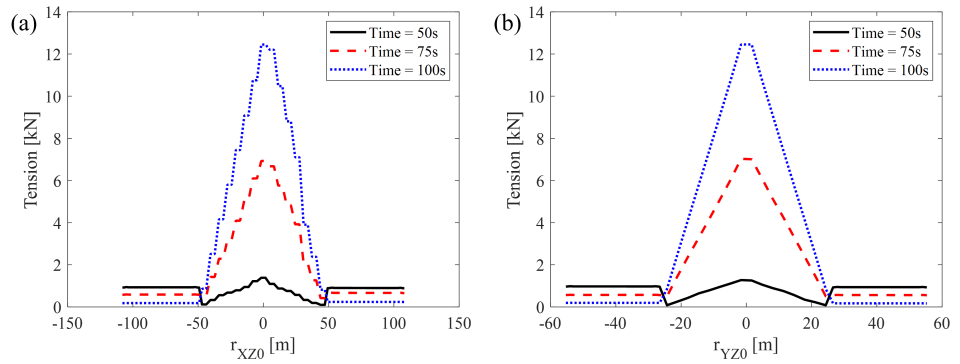 (a)
Tension [kN]
14
12
10
8
6
4
2
0
-150 -100 -50 0 50 100 150
r_XZ0 [m]
Time = 50s
Time = 75s
Time = 100s
(b)
Tension [kN]
14
12
10
8
6
4
2
0
-60 -40 -20 0 20 40 60
r_YZ0 [m]
Time = 50s
Time = 75s
Time = 100s